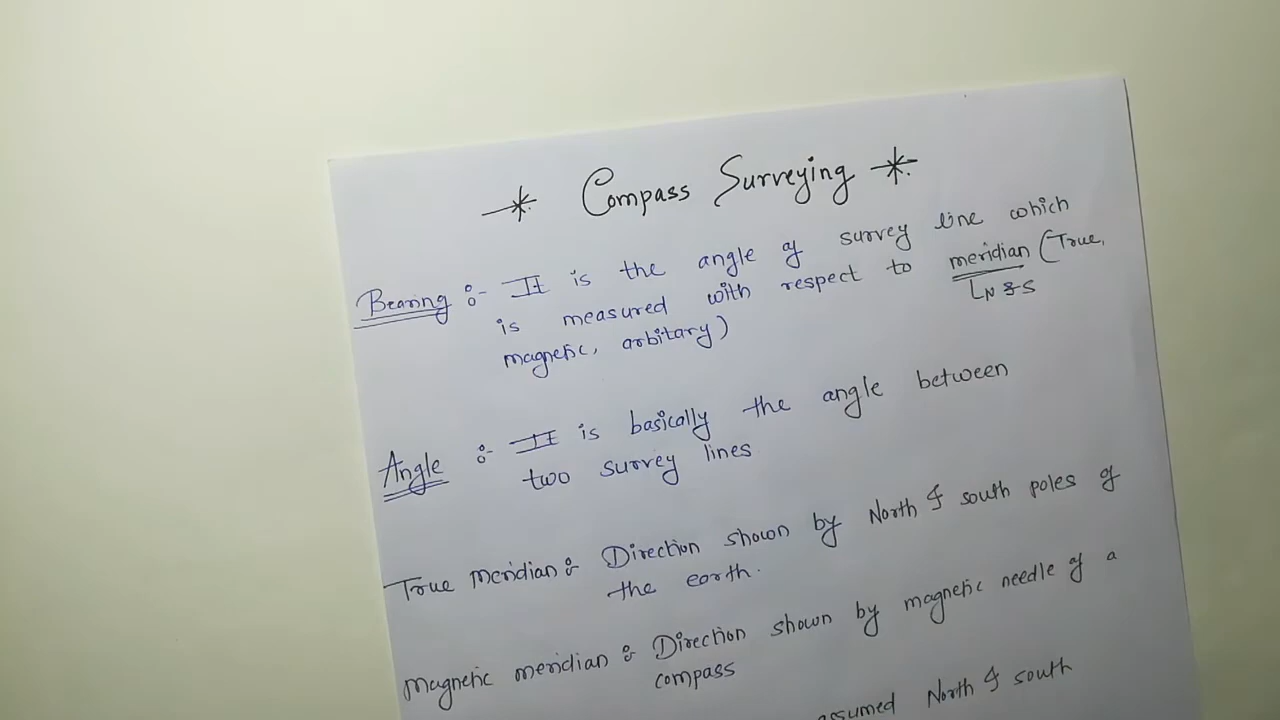 * Compass Surveying *
Bearing :- It is the angle of survey line which
is measured with respect to meridian (True,
↳ N & S
magnetic, arbitary)
Angle :- It is basically the angle between
two survey lines
True Meridian :- Direction shown by North & south poles of
the earth.
Magnetic meridian :- Direction shown by magnetic needle of a
compass
assumed North & south